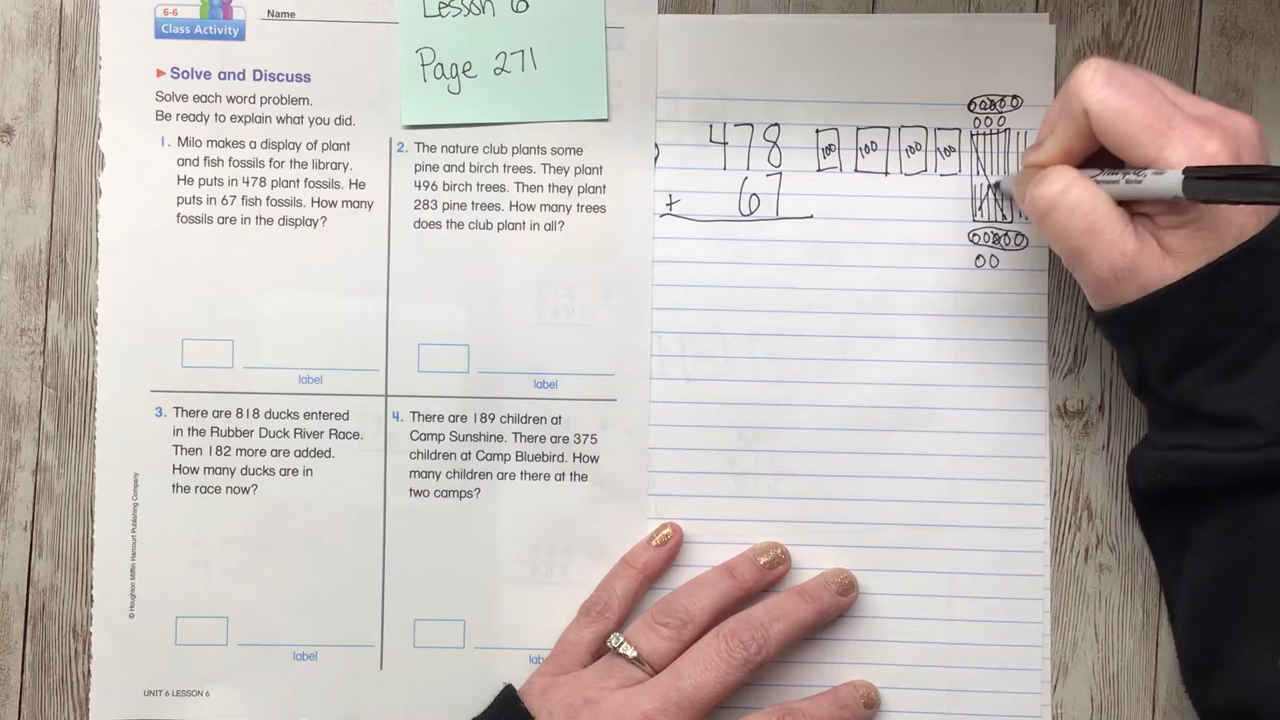 6-6
Class Activity
Name
Lesson 6
Page 271
Solve and Discuss
Solve each word problem.
Be ready to explain what you did.
1. Milo makes a display of plant
and fish fossils for the library.
He puts in 478 plant fossils. He
puts in 67 fish fossils. How many
fossils are in the display?
label
2. The nature club plants some
pine and birch trees. They plant
496 birch trees. Then they plant
283 pine trees. How many trees
does the club plant in all?
label
3. There are 818 ducks entered
in the Rubber Duck River Race.
Then 182 more are added.
How many ducks are in
the race now?
label
4. There are 189 children at
Camp Sunshine. There are 375
children at Camp Bluebird. How
many children are there at the
two camps?
lab
© Houghton Mifflin Harcourt Publishing Company
UNIT 6 LESSON 6
) 478
+ 67
100 100 100 100